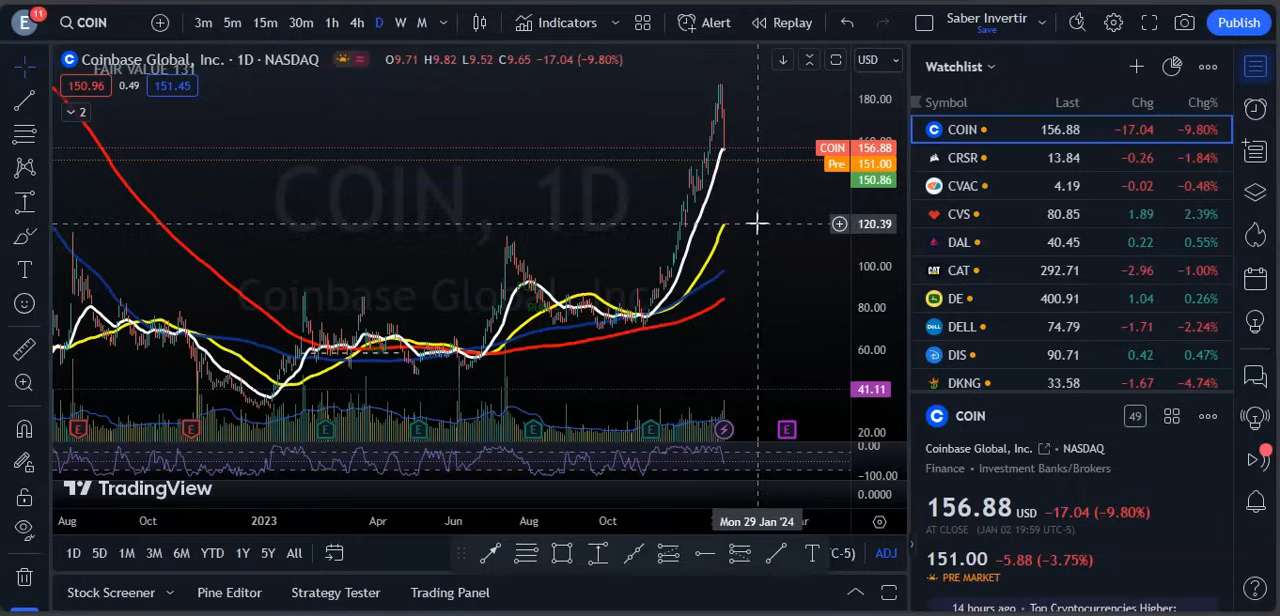 E 11 COIN 3m 5m 15m 30m 1h 4h D W M Indicators Alert Replay Saber Invertir Save Publish
Coinbase Global, Inc. · 1D · NASDAQ O9.71 H9.82 L9.52 C9.65 −17.04 (−9.80%)
FAIR VALUE 131
150.96 0.49 151.45
2
USD
180.00
COIN 156.88
Pre 151.00
150.86
120.39
100.00
80.00
60.00
41.11
20.00
0.00
−100.00
0.0000
COIN, 1D
Coinbase Global, Inc.
E E E E E E E
TradingView
Aug Oct 2023 Apr Jun Aug Oct Mon 29 Jan '24
1D 5D 1M 3M 6M YTD 1Y 5Y All ADJ
Stock Screener Pine Editor Strategy Tester Trading Panel
Watchlist
Symbol Last Chg Chg%
COIN 156.88 −17.04 −9.80%
CRSR 13.84 −0.26 −1.84%
CVAC 4.19 −0.02 −0.48%
CVS 80.85 1.89 2.39%
DAL 40.45 0.22 0.55%
CAT 292.71 −2.96 −1.00%
DE 400.91 1.04 0.26%
DELL 74.79 −1.71 −2.24%
DIS 90.71 0.42 0.47%
DKNG 33.58 −1.67 −4.74%
COIN 49
Coinbase Global, Inc. · NASDAQ
Finance · Investment Banks/Brokers
156.88 USD −17.04 (−9.80%)
AT CLOSE (JAN 02 19:59 UTC-5)
151.00 −5.88 (−3.75%)
PRE MARKET
14 hours ago · Top Cryptocurrencies Higher;